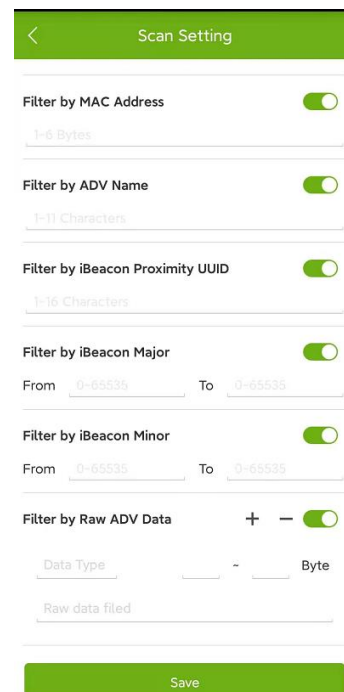 Scan Setting
Filter by MAC Address
1-6 Bytes
Filter by ADV Name
1-11 Characters
Filter by iBeacon Proximity UUID
1-16 Characters
Filter by iBeacon Major
From 0-65535 To 0-65535
Filter by iBeacon Minor
From 0-65535 To 0-65535
Filter by Raw ADV Data + −
Data Type ~ Byte
Raw data filed
Save